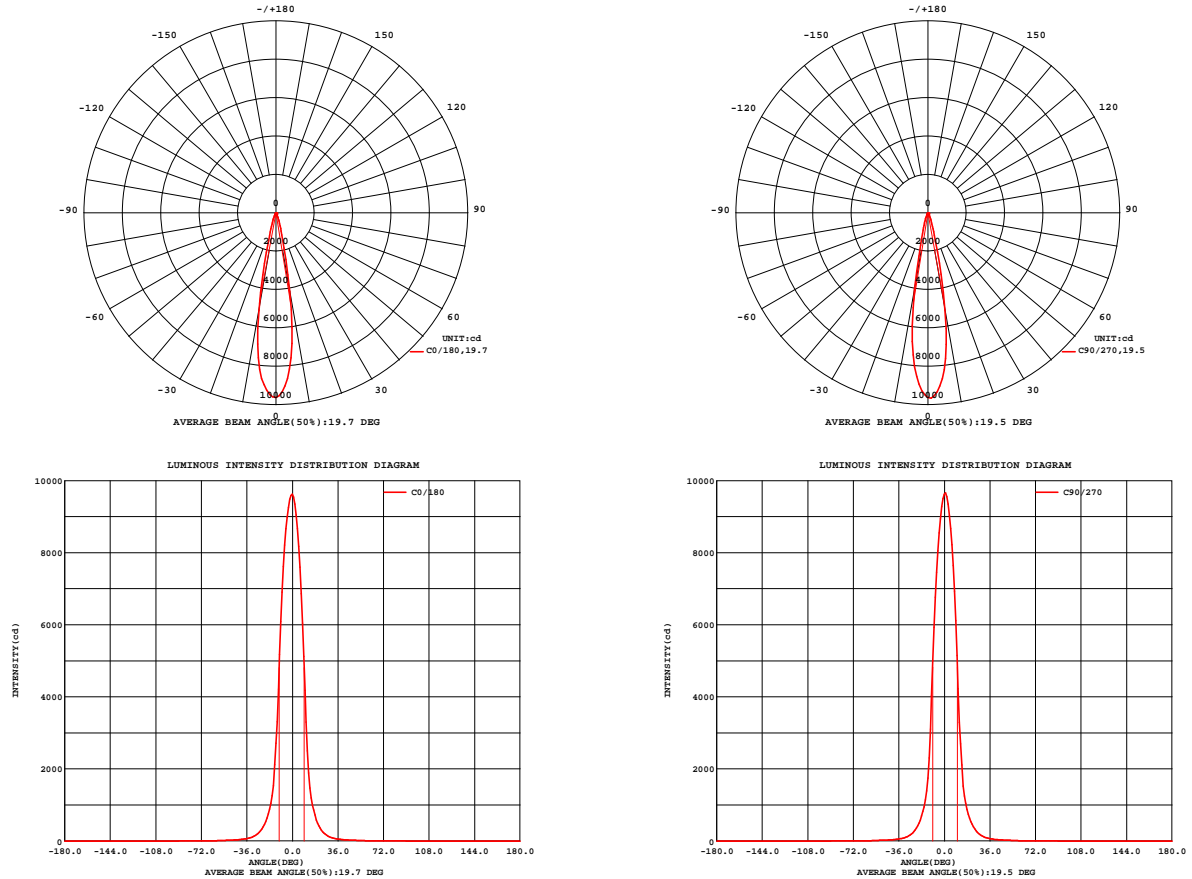 -/+180
-150 150
-120 120
-90 90
-60 60
-30 30
0
2000
4000
6000
8000
10000
0
UNIT:cd
C0/180,19.7
AVERAGE BEAM ANGLE(50%):19.7 DEG
-/+180
-150 150
-120 120
-90 90
-60 60
-30 30
0
2000
4000
6000
8000
10000
0
UNIT:cd
C90/270,19.5
AVERAGE BEAM ANGLE(50%):19.5 DEG
LUMINOUS INTENSITY DISTRIBUTION DIAGRAM
C0/180
10000
8000
6000
4000
2000
0
INTENSITY(cd)
-180.0 -144.0 -108.0 -72.0 -36.0 0.0 36.0 72.0 108.0 144.0 180.0
ANGLE(DEG)
AVERAGE BEAM ANGLE(50%):19.7 DEG
LUMINOUS INTENSITY DISTRIBUTION DIAGRAM
C90/270
10000
8000
6000
4000
2000
0
INTENSITY(cd)
-180.0 -144.0 -108.0 -72.0 -36.0 0.0 36.0 72.0 108.0 144.0 180.0
ANGLE(DEG)
AVERAGE BEAM ANGLE(50%):19.5 DEG